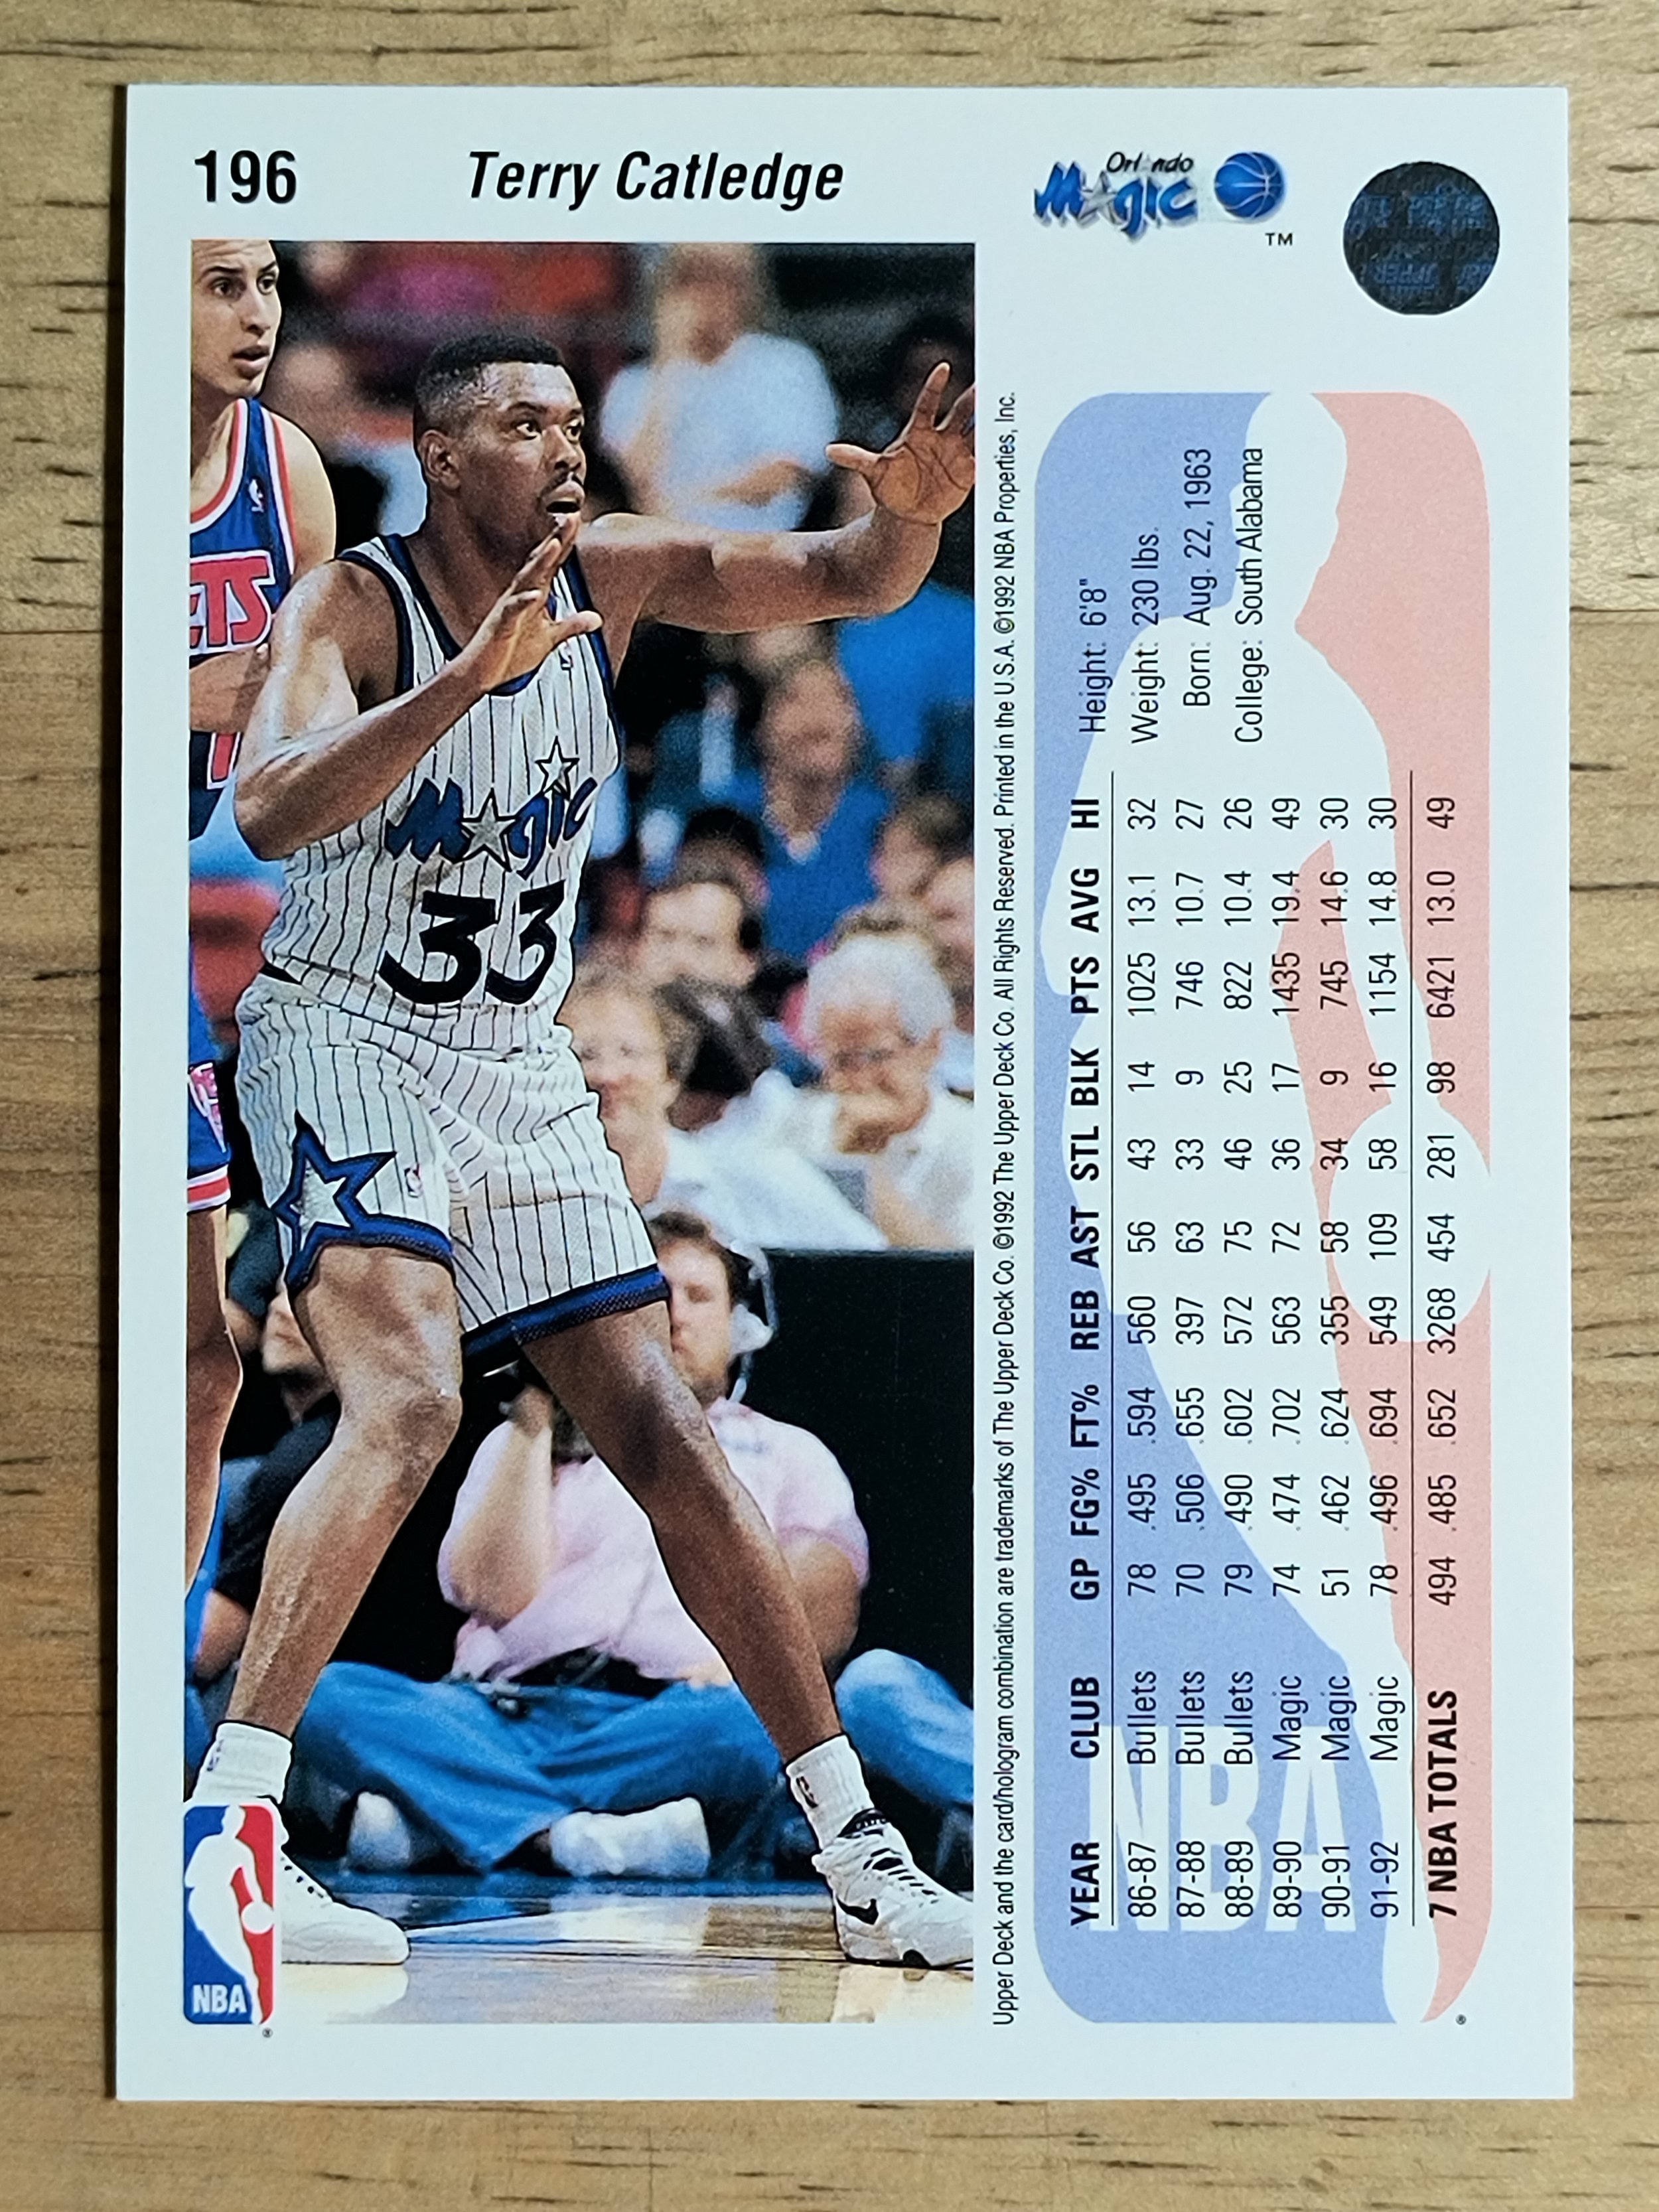 196
Terry Catledge
Orlando
Magic
TM
ETS
Magic
33
NBA
®
Upper Deck and the card/hologram combination are trademarks of The Upper Deck Co. ©1992 The Upper Deck Co. All Rights Reserved. Printed in the U.S.A. ©1992 NBA Properties, Inc.
Height: 6'8"
Weight: 230 lbs.
Born: Aug. 22, 1963
College: South Alabama
YEAR CLUB GP FG% FT% REB AST STL BLK PTS AVG HI
86-87 Bullets 78 .495 .594 560 56 43 14 1025 13.1 32
87-88 Bullets 70 .506 .655 397 63 33 9 746 10.7 27
88-89 Bullets 79 .490 .602 572 75 46 25 822 10.4 26
89-90 Magic 74 .474 .702 563 72 36 17 1435 19.4 49
90-91 Magic 51 .462 .624 355 58 34 9 745 14.6 30
91-92 Magic 78 .496 .694 549 109 58 16 1154 14.8 30
7 NBA TOTALS 494 .485 .652 3268 454 281 98 6421 13.0 49
NBA
®